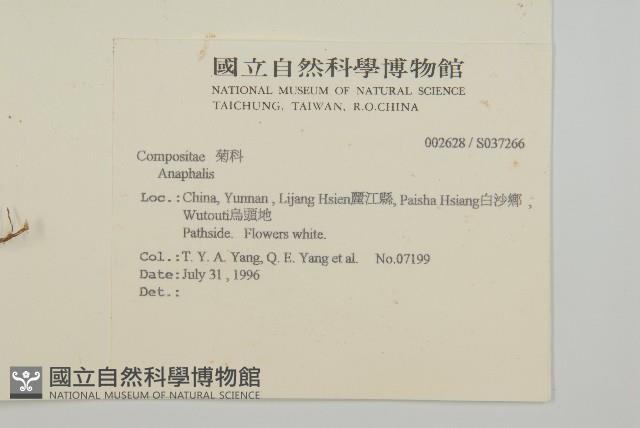 國立自然科學博物館
NATIONAL MUSEUM OF NATURAL SCIENCE
TAICHUNG, TAIWAN, R.O.CHINA
002628 / S037266
Compositae 菊科
Anaphalis
Loc.:China, Yunnan , Lijang Hsien麗江縣, Paisha Hsiang白沙鄉 ,
Wutouti烏頭地
Pathside. Flowers white.
Col.:T. Y. A. Yang, Q. E. Yang et al. No.07199
Date:July 31 , 1996
Det.:
國立自然科學博物館
NATIONAL MUSEUM OF NATURAL SCIENCE